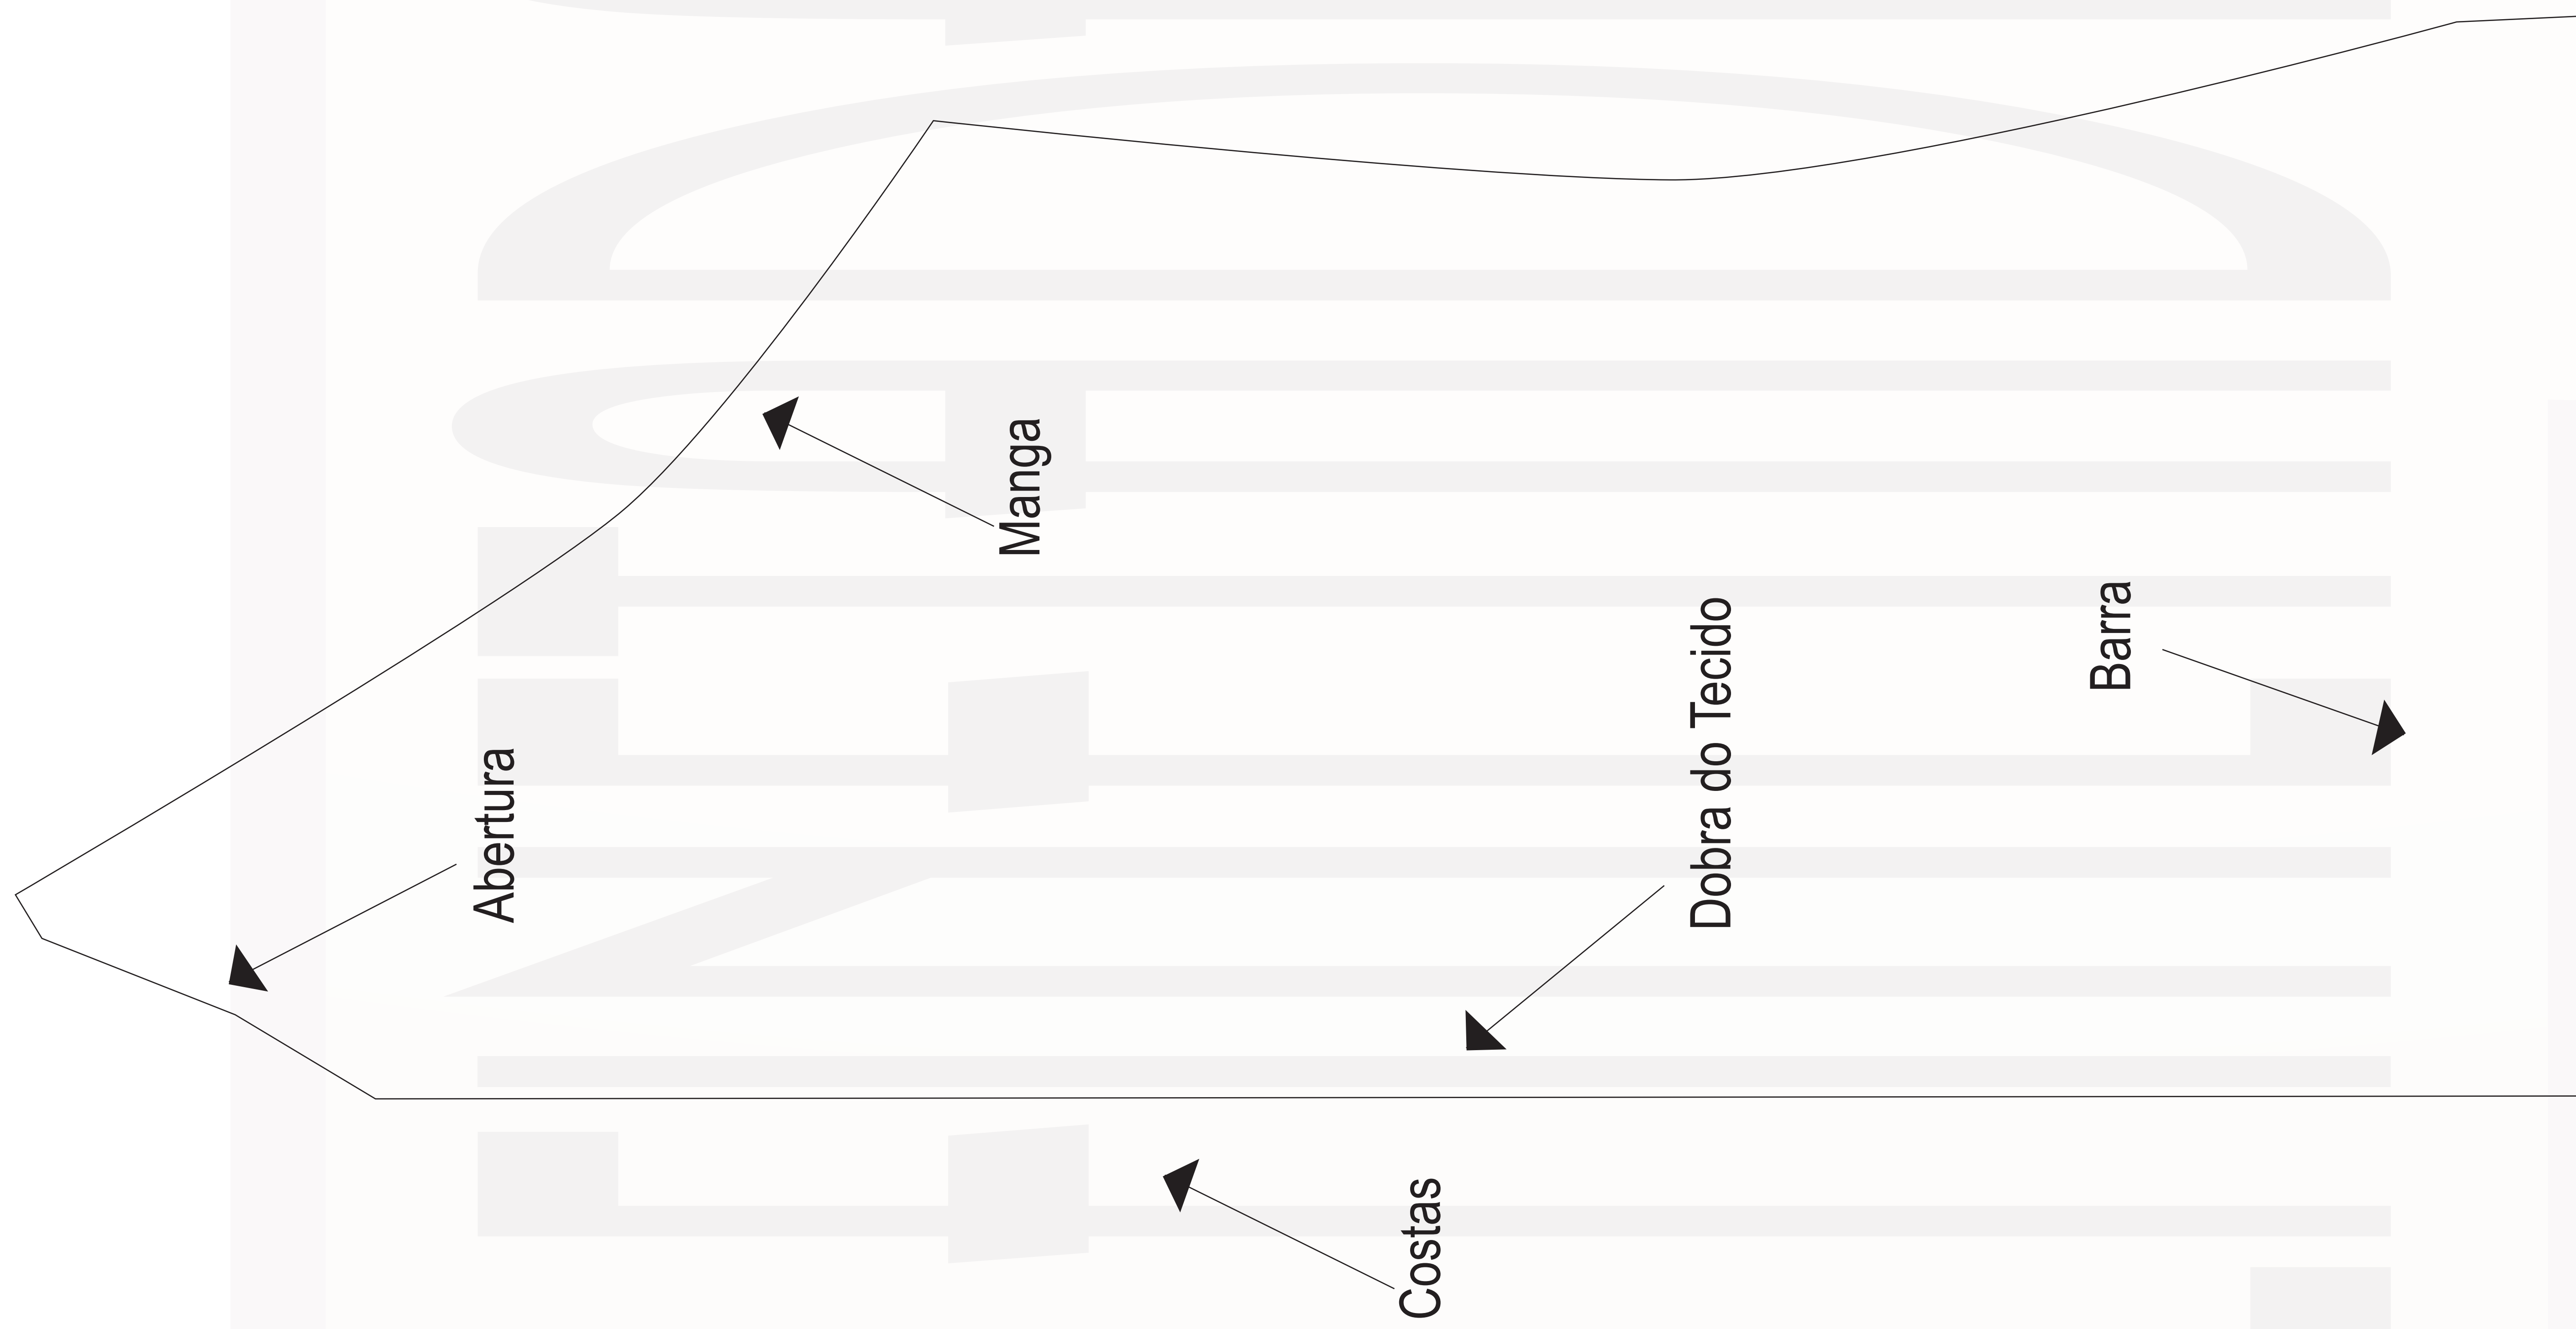 Abertura
Manga
Costas
Dobra do Tecido
Barra